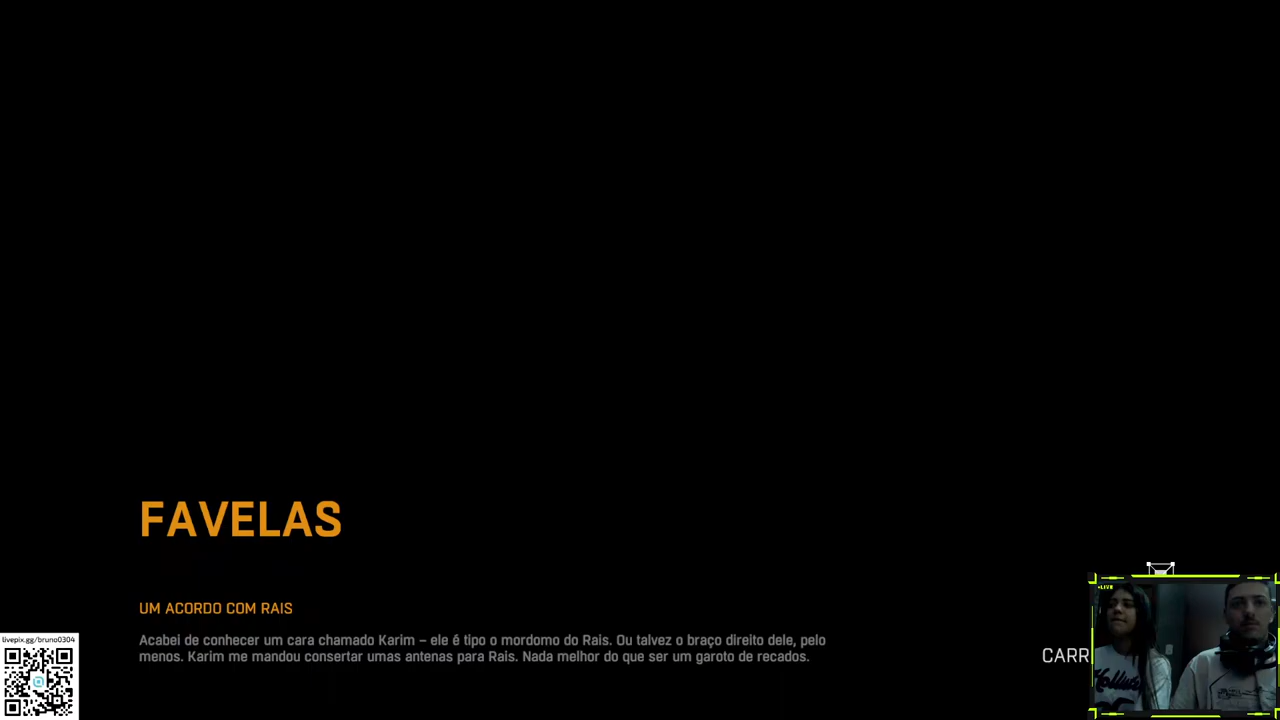 FAVELAS
UM ACORDO COM RAIS
Acabei de conhecer um cara chamado Karim – ele é tipo o mordomo do Rais. Ou talvez o braço direito dele, pelo
menos. Karim me mandou consertar umas antenas para Rais. Nada melhor do que ser um garoto de recados.
livepix.gg/bruno0304
CARR
LIVE